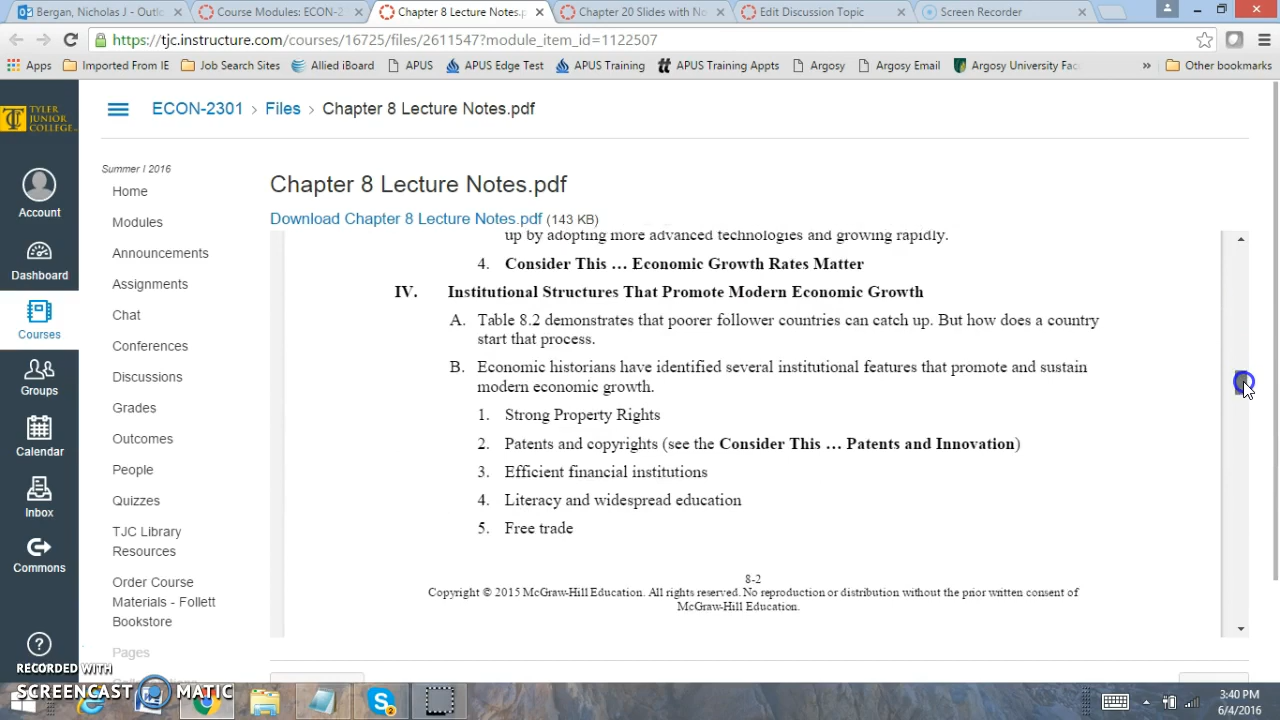 Bergan, Nicholas J - Outlo
Course Modules: ECON-2
Chapter 8 Lecture Notes.p
Chapter 20 Slides with No
Edit Discussion Topic
Screen Recorder
https://tjc.instructure.com/courses/16725/files/2611547?module_item_id=1122507
Apps
Imported From IE
Job Search Sites
Allied iBoard
APUS
APUS Edge Test
APUS Training
APUS Training Appts
Argosy
Argosy Email
Argosy University Fac
»
Other bookmarks
TYLER
JUNIOR
COLLEGE
ECON-2301 > Files > Chapter 8 Lecture Notes.pdf
Account
Dashboard
Courses
Groups
Calendar
Inbox
Commons
Summer I 2016
Home
Modules
Announcements
Assignments
Chat
Conferences
Discussions
Grades
Outcomes
People
Quizzes
TJC Library
Resources
Order Course
Materials - Follett
Bookstore
Pages
Chapter 8 Lecture Notes.pdf
Download Chapter 8 Lecture Notes.pdf (143 KB)
up by adopting more advanced technologies and growing rapidly.
4. Consider This … Economic Growth Rates Matter
IV. Institutional Structures That Promote Modern Economic Growth
A. Table 8.2 demonstrates that poorer follower countries can catch up. But how does a country
start that process.
B. Economic historians have identified several institutional features that promote and sustain
modern economic growth.
1. Strong Property Rights
2. Patents and copyrights (see the Consider This … Patents and Innovation)
3. Efficient financial institutions
4. Literacy and widespread education
5. Free trade
8-2
Copyright © 2015 McGraw-Hill Education. All rights reserved. No reproduction or distribution without the prior written consent of
McGraw-Hill Education.
RECORDED WITH
SCREENCAST MATIC
3:40 PM
6/4/2016